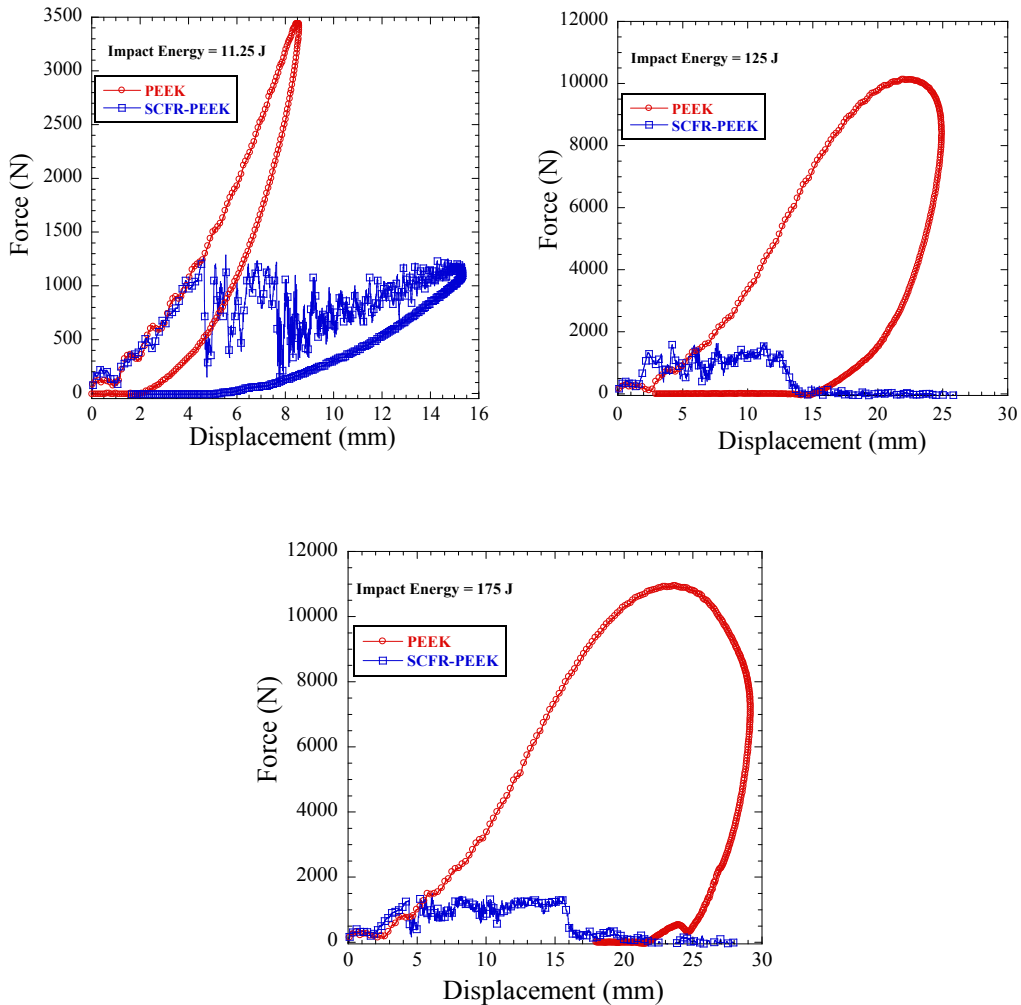 3500
Impact Energy = 11.25 J
3000
PEEK
SCFR-PEEK
2500
2000
1500
1000
500
0
Force (N)
0 2 4 6 8 10 12 14 16
Displacement (mm)
12000
Impact Energy = 125 J
10000
PEEK
SCFR-PEEK
8000
6000
4000
2000
0
Force (N)
0 5 10 15 20 25 30
Displacement (mm)
12000
Impact Energy = 175 J
10000
PEEK
SCFR-PEEK
8000
6000
4000
2000
0
Force (N)
0 5 10 15 20 25 30
Displacement (mm)